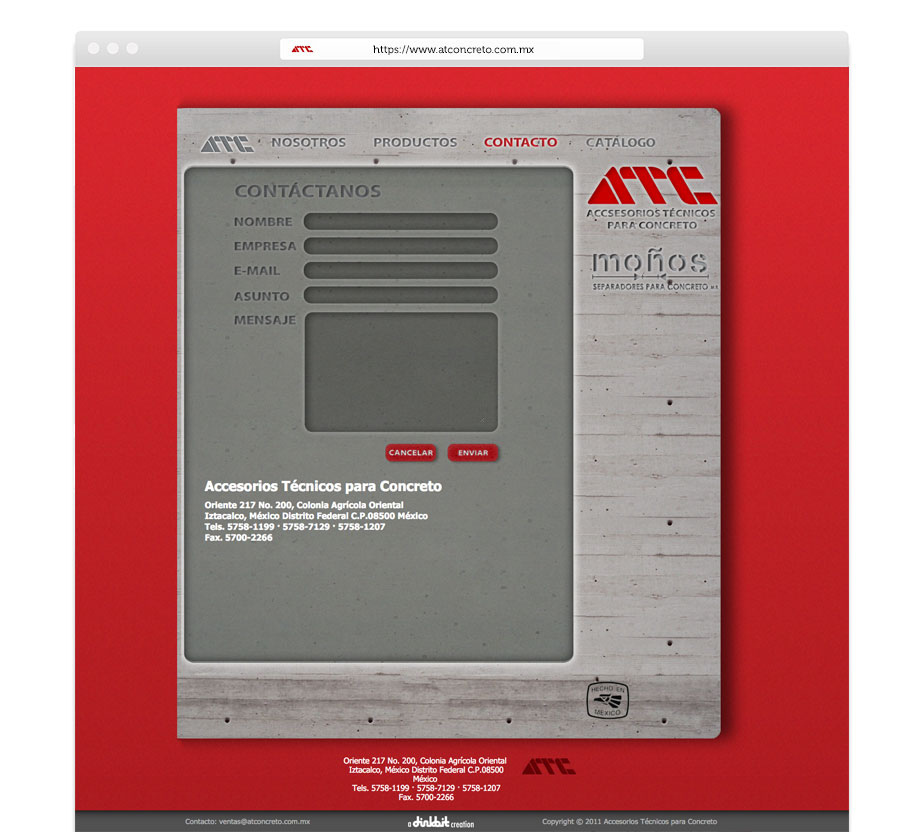 ATC
https://www.atconcreto.com.mx
ATC NOSOTROS PRODUCTOS CONTACTO CATÁLOGO
CONTÁCTANOS
NOMBRE
EMPRESA
E-MAIL
ASUNTO
MENSAJE
CANCELAR ENVIAR
Accesorios Técnicos para Concreto
Oriente 217 No. 200, Colonia Agrícola Oriental
Iztacalco, México Distrito Federal C.P.08500 México
Tels. 5758-1199 · 5758-7129 · 5758-1207
Fax. 5700-2266
ATC
ACCSESORIOS TÉCNICOS
PARA CONCRETO
moños
SEPARADORES PARA CONCRETO MR
HECHO EN
MÉXICO
Oriente 217 No. 200, Colonia Agrícola Oriental
Iztacalco, México Distrito Federal C.P.08500
México
Tels. 5758-1199 · 5758-7129 · 5758-1207
Fax. 5700-2266
ATC
Contacto: ventas@atconcreto.com.mx
a dinkbit creation
Copyright © 2011 Accesorios Técnicos para Concreto